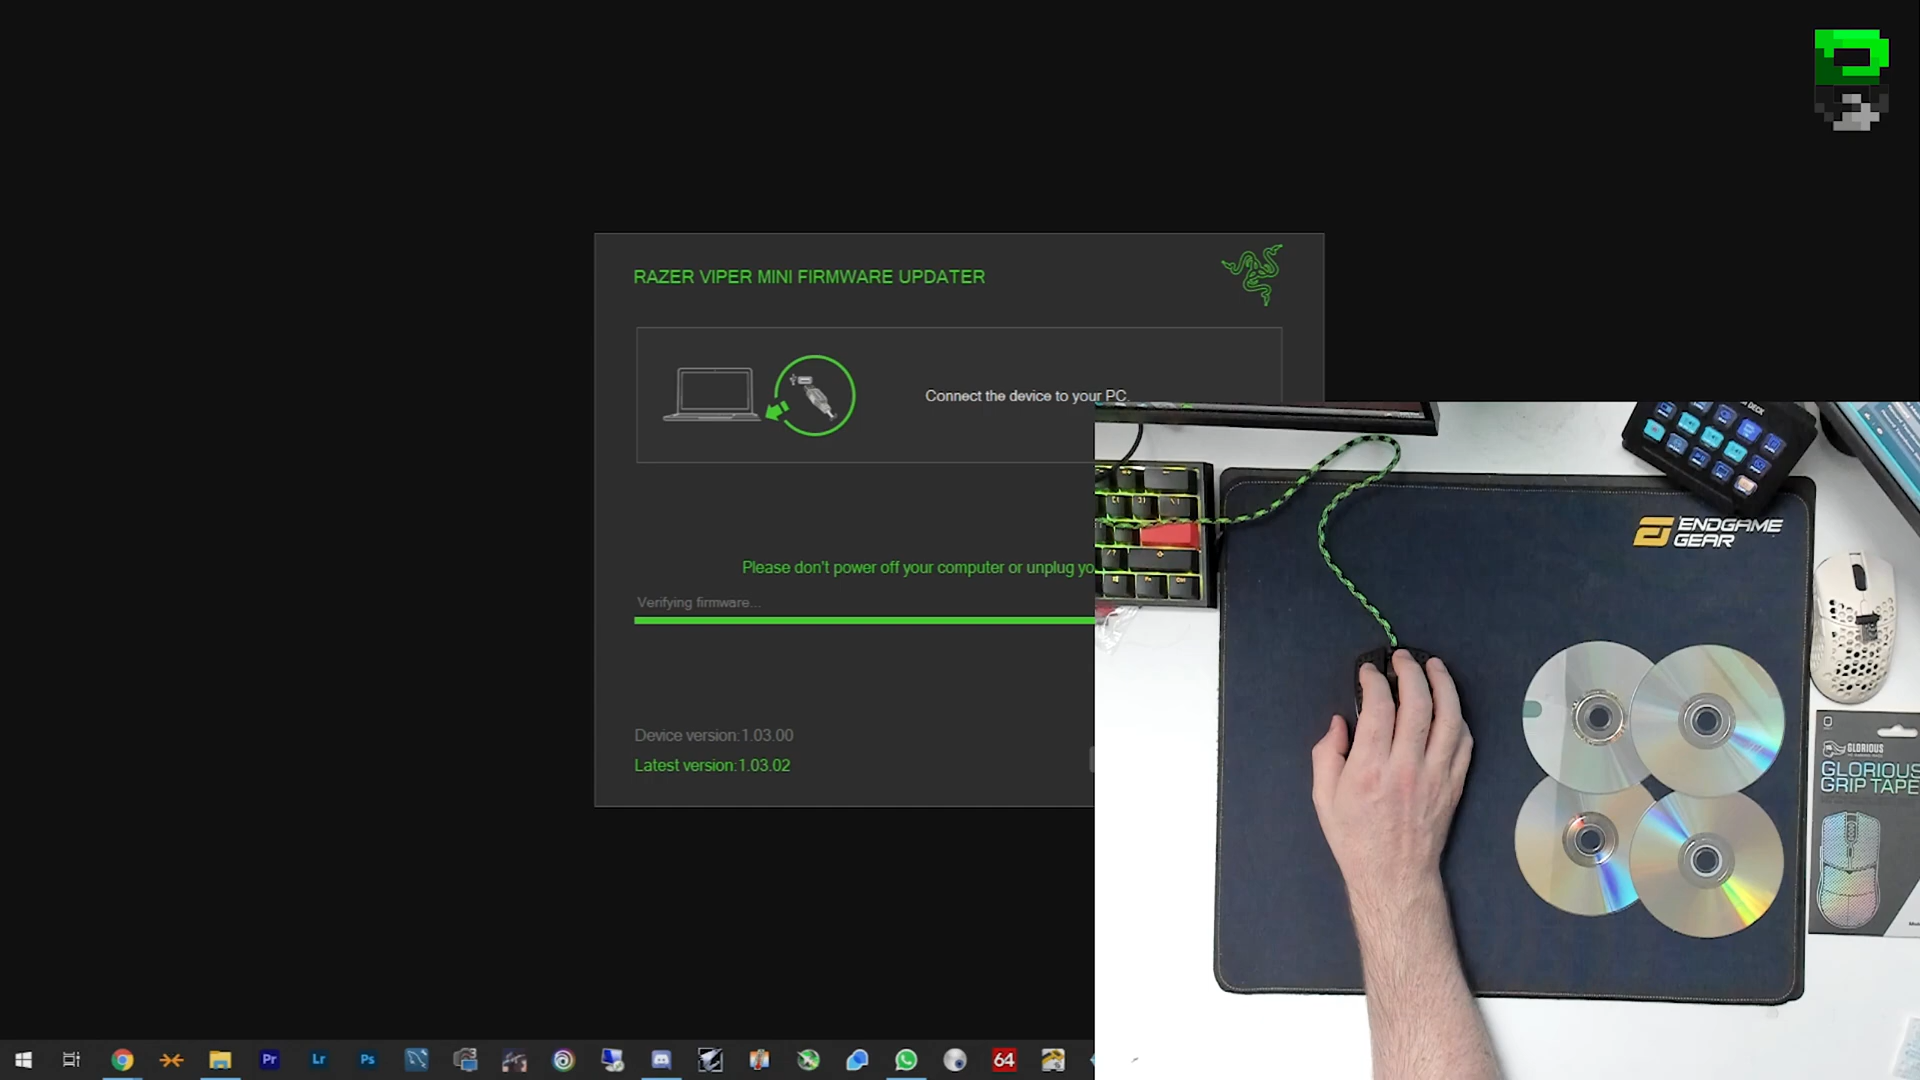 RAZER VIPER MINI FIRMWARE UPDATER
Connect the device to your PC.
Please don't power off your computer or unplug yo
Verifying firmware...
Device version:1.03.00
Latest version:1.03.02
ENDGAME
GEAR
GLORIOUS
GLORIOUS
GRIP TAPE
DECK
Pr
Lr
Ps
64